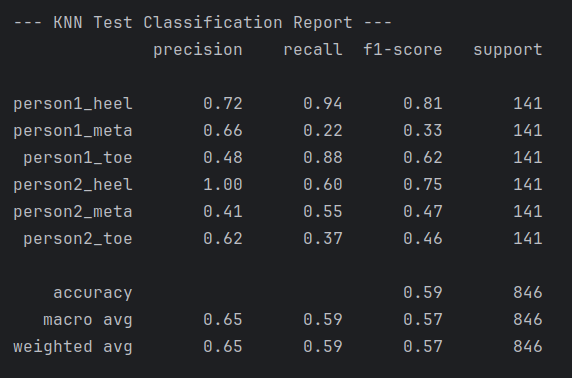 --- KNN Test Classification Report ---
precision recall f1-score support
person1_heel 0.72 0.94 0.81 141
person1_meta 0.66 0.22 0.33 141
person1_toe 0.48 0.88 0.62 141
person2_heel 1.00 0.60 0.75 141
person2_meta 0.41 0.55 0.47 141
person2_toe 0.62 0.37 0.46 141
accuracy 0.59 846
macro avg 0.65 0.59 0.57 846
weighted avg 0.65 0.59 0.57 846